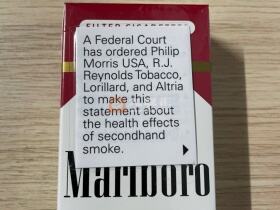 FILTER CIGARETTES
A Federal Court
has ordered Philip
Morris USA, R.J.
Reynolds Tobacco,
Lorillard, and Altria
to make this
statement about
the health effects
of secondhand
smoke.
Marlboro